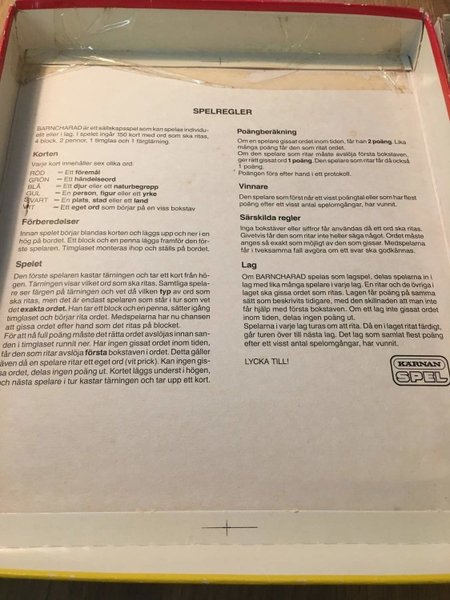 SPELREGLER
BARNCHARAD är ett sällskapsspel som kan spelas individu-
ellt eller i lag. I spelet ingår 150 kort med ord som ska ritas,
4 block, 2 pennor, 1 timglas och 1 färgtärning.
Korten
Varje kort innehåller sex olika ord:
RÖD — Ett föremål
GRÖN — Ett händelseord
BLÅ — Ett djur eller ett naturbegrepp
GUL — En person, figur eller ett yrke
SVART — En plats, stad eller ett land
VIT — Ett eget ord som börjar på en viss bokstav
Förberedelser
Innan spelet börjar blandas korten och läggs upp och ner i en
hög på bordet. Ett block och en penna läggs framför den för-
ste spelaren. Timglaset monteras ihop och ställs på bordet.
Spelet
Den förste spelaren kastar tärningen och tar ett kort från hö-
gen. Tärningen visar vilket ord som ska ritas. Samtliga spela-
re ser färgen på tärningen och vet då vilken typ av ord som
ska ritas, men det är endast spelaren som står i tur som vet
det exakta ordet. Han tar ett block och en penna, sätter igång
timglaset och börjar rita ordet. Medspelarna har nu chansen
att gissa ordet efter hand som det ritas på blocket.
För att nå full poäng måste det rätta ordet avslöjas innan san-
den i timglaset runnit ner. Har ingen gissat ordet inom tiden,
får den som ritar avslöja första bokstaven i ordet. Detta gäller
även då en spelare ritar ett eget ord (vit prick). Kan ingen gis-
sa ordet, delas ingen poäng ut. Kortet läggs underst i högen,
och nästa spelare i tur kastar tärningen och tar upp ett kort.
Poängberäkning
Om en spelare gissat ordet inom tiden, får han 2 poäng. Lika
många poäng får den som ritat ordet.
Om den spelare som ritar måste avslöja första bokstaven,
ger rätt gissat ord 1 poäng. Den spelare som ritar får då också
1 poäng.
Poängen förs efter hand i ett protokoll.
Vinnare
Den spelare som först når ett visst poängtal eller som har flest
poäng efter ett visst antal spelomgångar, har vunnit.
Särskilda regler
Inga bokstäver eller siffror får användas då ett ord ska ritas.
Givetvis får den som ritar inte heller säga något. Ordet måste
anges så exakt som möjligt av den som gissar. Medspelarna
får i tveksamma fall avgöra om ett svar ska godkännas.
Lag
Om BARNCHARAD spelas som lagspel, delas spelarna in i
lag med lika många spelare i varje lag. En ritar och de övriga i
laget ska gissa ordet som ritas. Lagen får poäng på samma
sätt som beskrivits tidigare, med den skillnaden att man inte
får hjälp med första bokstaven. Om ett lag inte gissat ordet
inom tiden, delas ingen poäng ut.
Spelarna i varje lag turas om att rita. Då en i laget ritat färdigt,
går turen över till nästa lag. Det lag som samlat flest poäng
efter ett visst antal spelomgångar, har vunnit.
LYCKA TILL!
KÄRNAN
SPEL